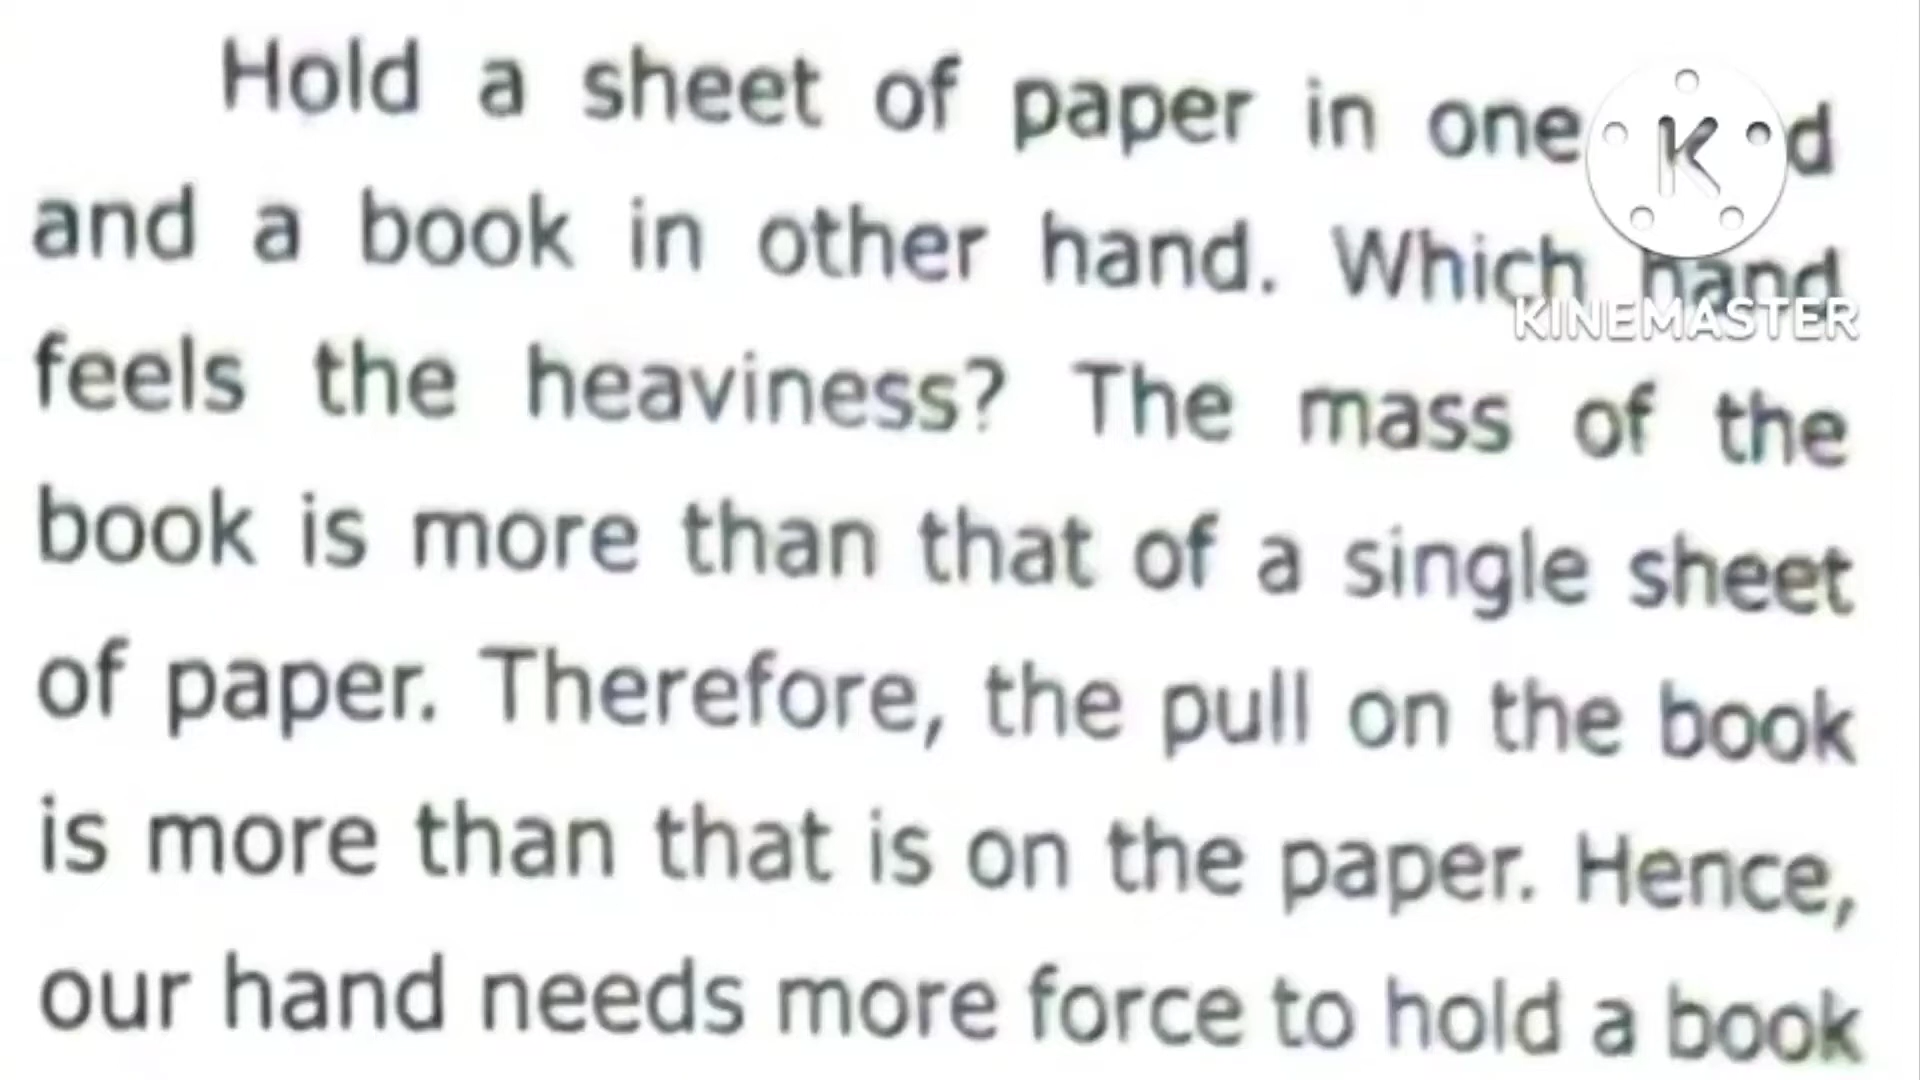 Hold a sheet of paper in one d
and a book in other hand. Which hand
feels the heaviness? The mass of the
book is more than that of a single sheet
of paper. Therefore, the pull on the book
is more than that is on the paper. Hence,
our hand needs more force to hold a book
K
KINEMASTER